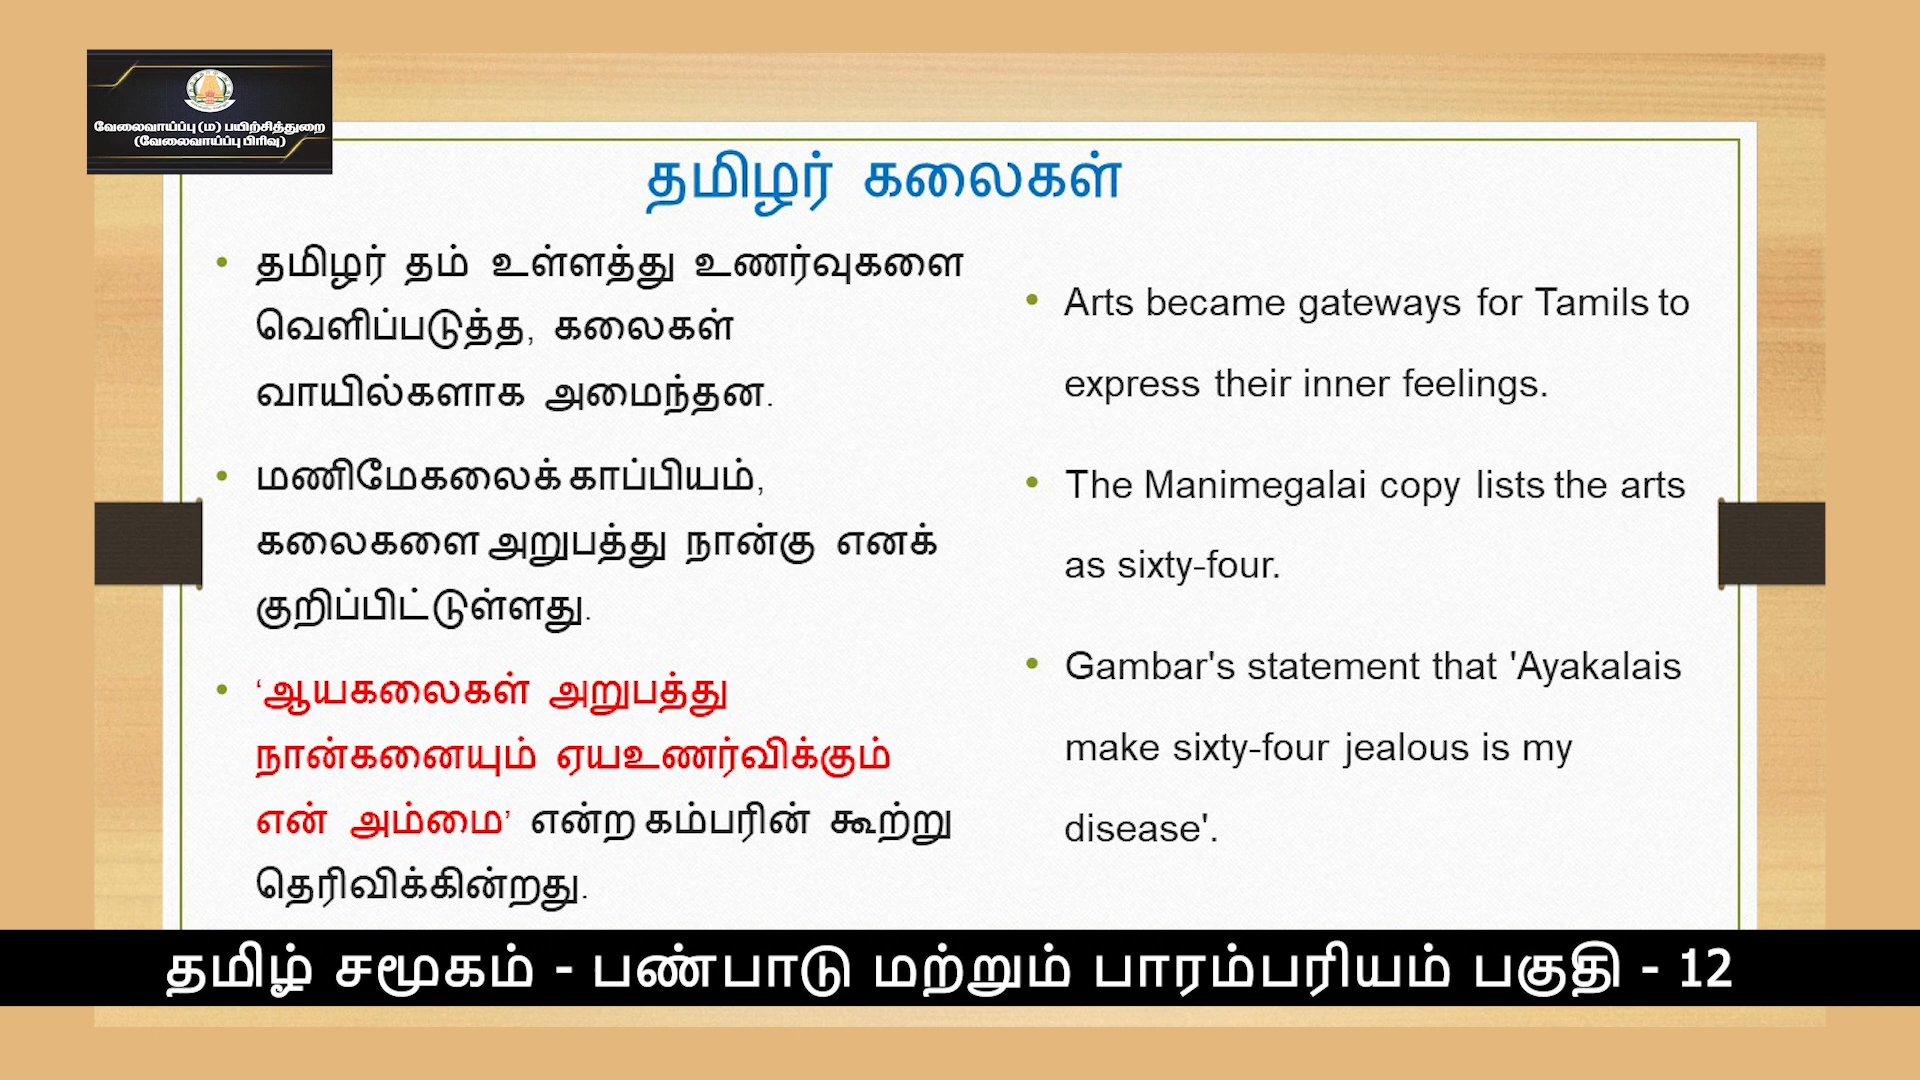 வேலைவாய்ப்பு (ம) பயிற்சித்துறை
(வேலைவாய்ப்பு பிரிவு)
தமிழர் கலைகள்
• தமிழர் தம் உள்ளத்து உணர்வுகளை
வெளிப்படுத்த, கலைகள்
வாயில்களாக அமைந்தன.
• மணிமேகலைக் காப்பியம்,
கலைகளை அறுபத்து நான்கு எனக்
குறிப்பிட்டுள்ளது.
• ‘ஆயகலைகள் அறுபத்து
நான்கனையும் ஏயஉணர்விக்கும்
என் அம்மை’ என்ற கம்பரின் கூற்று
தெரிவிக்கின்றது.
• Arts became gateways for Tamils to
express their inner feelings.
• The Manimegalai copy lists the arts
as sixty-four.
• Gambar's statement that 'Ayakalais
make sixty-four jealous is my
disease'.
தமிழ் சமூகம் - பண்பாடு மற்றும் பாரம்பரியம் பகுதி - 12